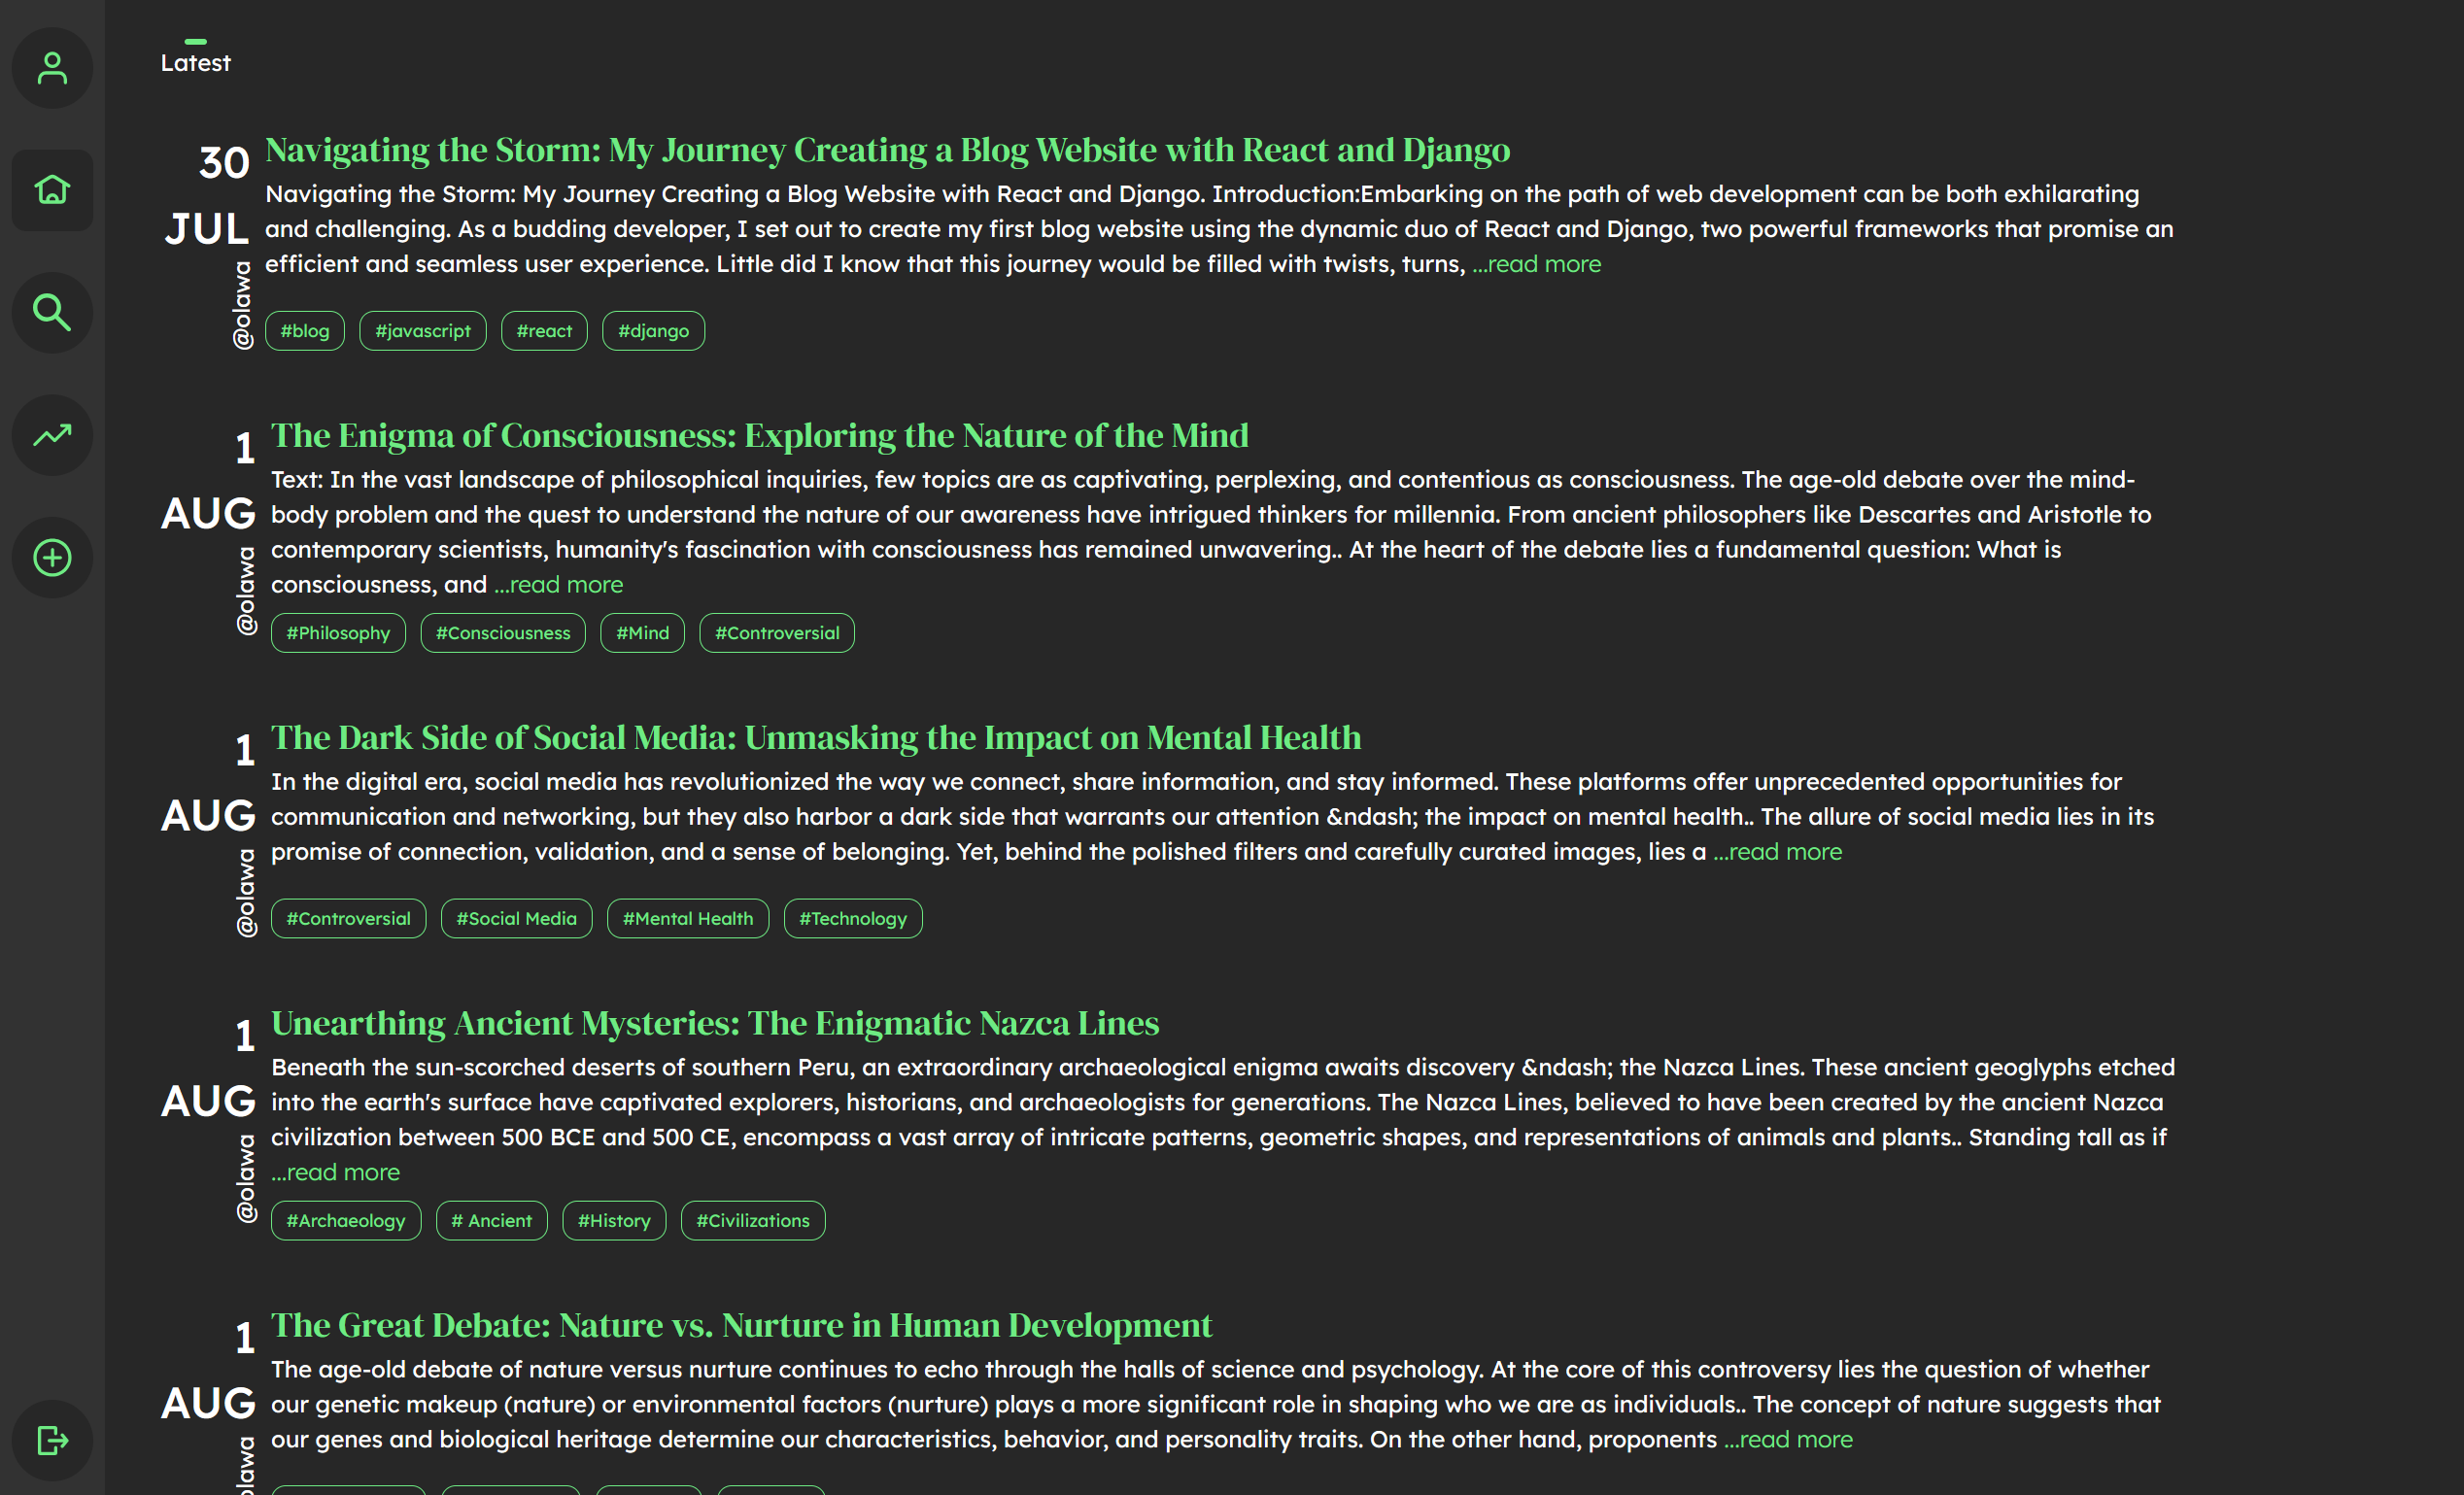 Latest
30
JUL
@olawa
Navigating the Storm: My Journey Creating a Blog Website with React and Django
Navigating the Storm: My Journey Creating a Blog Website with React and Django. Introduction:Embarking on the path of web development can be both exhilarating
and challenging. As a budding developer, I set out to create my first blog website using the dynamic duo of React and Django, two powerful frameworks that promise an
efficient and seamless user experience. Little did I know that this journey would be filled with twists, turns, ...read more
#blog #javascript #react #django
1
AUG
@olawa
The Enigma of Consciousness: Exploring the Nature of the Mind
Text: In the vast landscape of philosophical inquiries, few topics are as captivating, perplexing, and contentious as consciousness. The age-old debate over the mind-
body problem and the quest to understand the nature of our awareness have intrigued thinkers for millennia. From ancient philosophers like Descartes and Aristotle to
contemporary scientists, humanity's fascination with consciousness has remained unwavering.. At the heart of the debate lies a fundamental question: What is
consciousness, and ...read more
#Philosophy #Consciousness #Mind #Controversial
1
AUG
@olawa
The Dark Side of Social Media: Unmasking the Impact on Mental Health
In the digital era, social media has revolutionized the way we connect, share information, and stay informed. These platforms offer unprecedented opportunities for
communication and networking, but they also harbor a dark side that warrants our attention &ndash; the impact on mental health.. The allure of social media lies in its
promise of connection, validation, and a sense of belonging. Yet, behind the polished filters and carefully curated images, lies a ...read more
#Controversial #Social Media #Mental Health #Technology
1
AUG
@olawa
Unearthing Ancient Mysteries: The Enigmatic Nazca Lines
Beneath the sun-scorched deserts of southern Peru, an extraordinary archaeological enigma awaits discovery &ndash; the Nazca Lines. These ancient geoglyphs etched
into the earth's surface have captivated explorers, historians, and archaeologists for generations. The Nazca Lines, believed to have been created by the ancient Nazca
civilization between 500 BCE and 500 CE, encompass a vast array of intricate patterns, geometric shapes, and representations of animals and plants.. Standing tall as if
...read more
#Archaeology # Ancient #History #Civilizations
1
AUG
olawa
The Great Debate: Nature vs. Nurture in Human Development
The age-old debate of nature versus nurture continues to echo through the halls of science and psychology. At the core of this controversy lies the question of whether
our genetic makeup (nature) or environmental factors (nurture) plays a more significant role in shaping who we are as individuals.. The concept of nature suggests that
our genes and biological heritage determine our characteristics, behavior, and personality traits. On the other hand, proponents ...read more